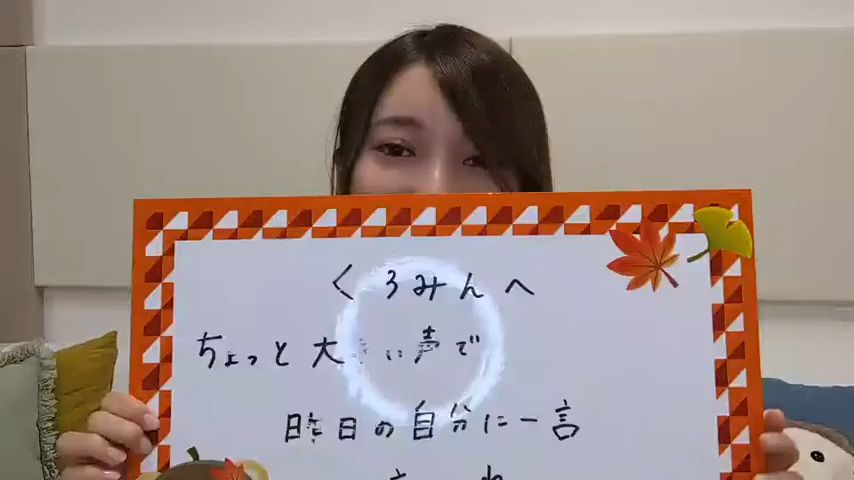 くろみんへ
ちょっと大きい声で
昨日の自分に一言